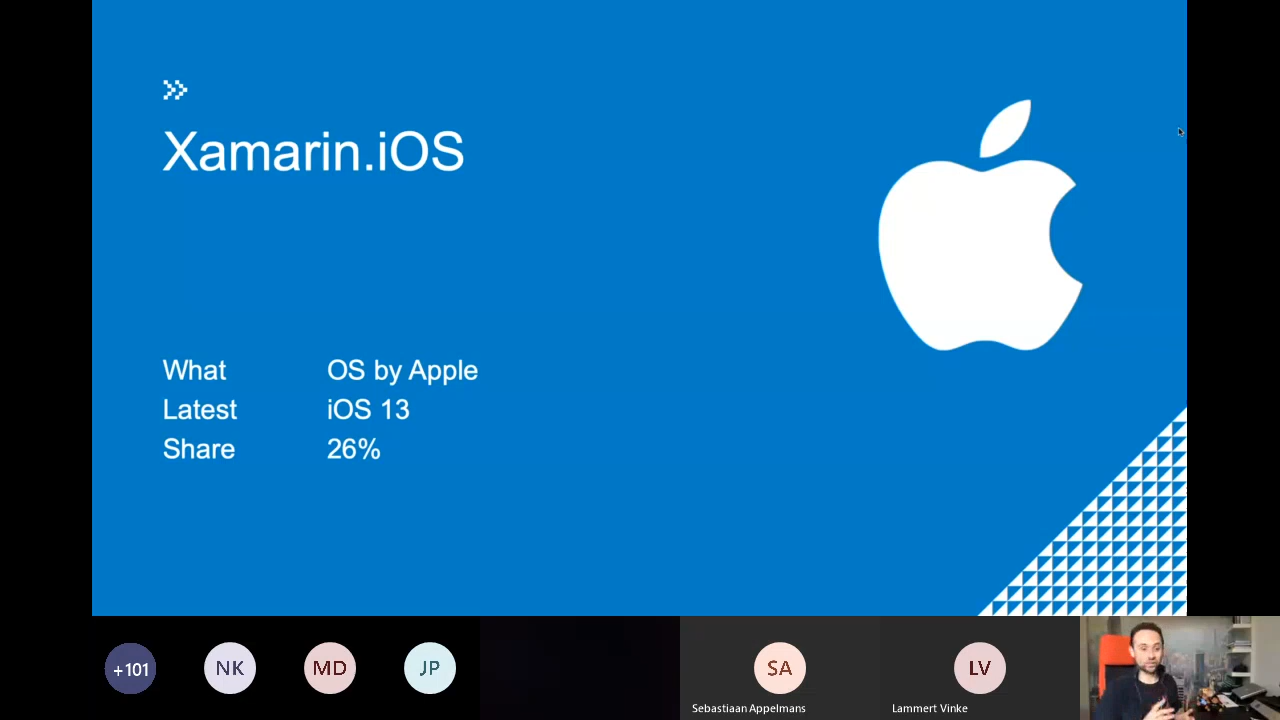 Xamarin.iOS
What OS by Apple
Latest iOS 13
Share 26%
+101 NK MD JP SA LV
Sebastiaan Appelmans Lammert Vinke